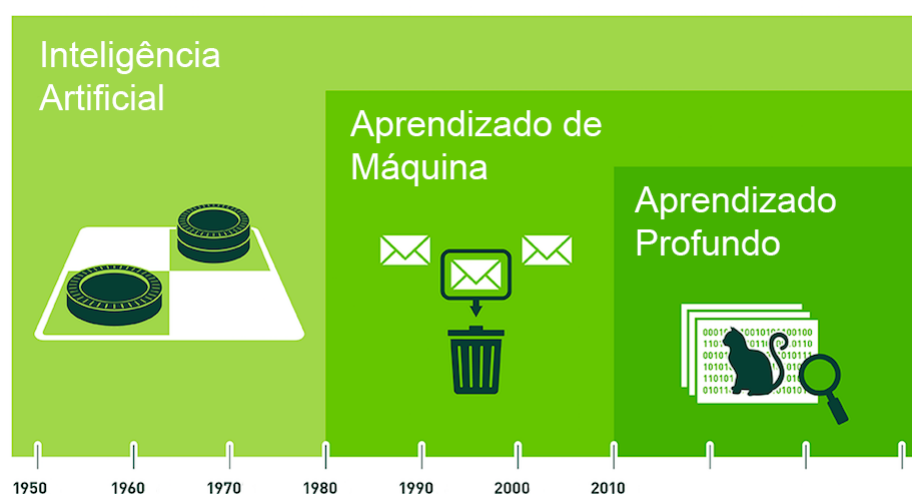 Inteligência
Artificial
Aprendizado de
Máquina
Aprendizado
Profundo
1950 1960 1970 1980 1990 2000 2010